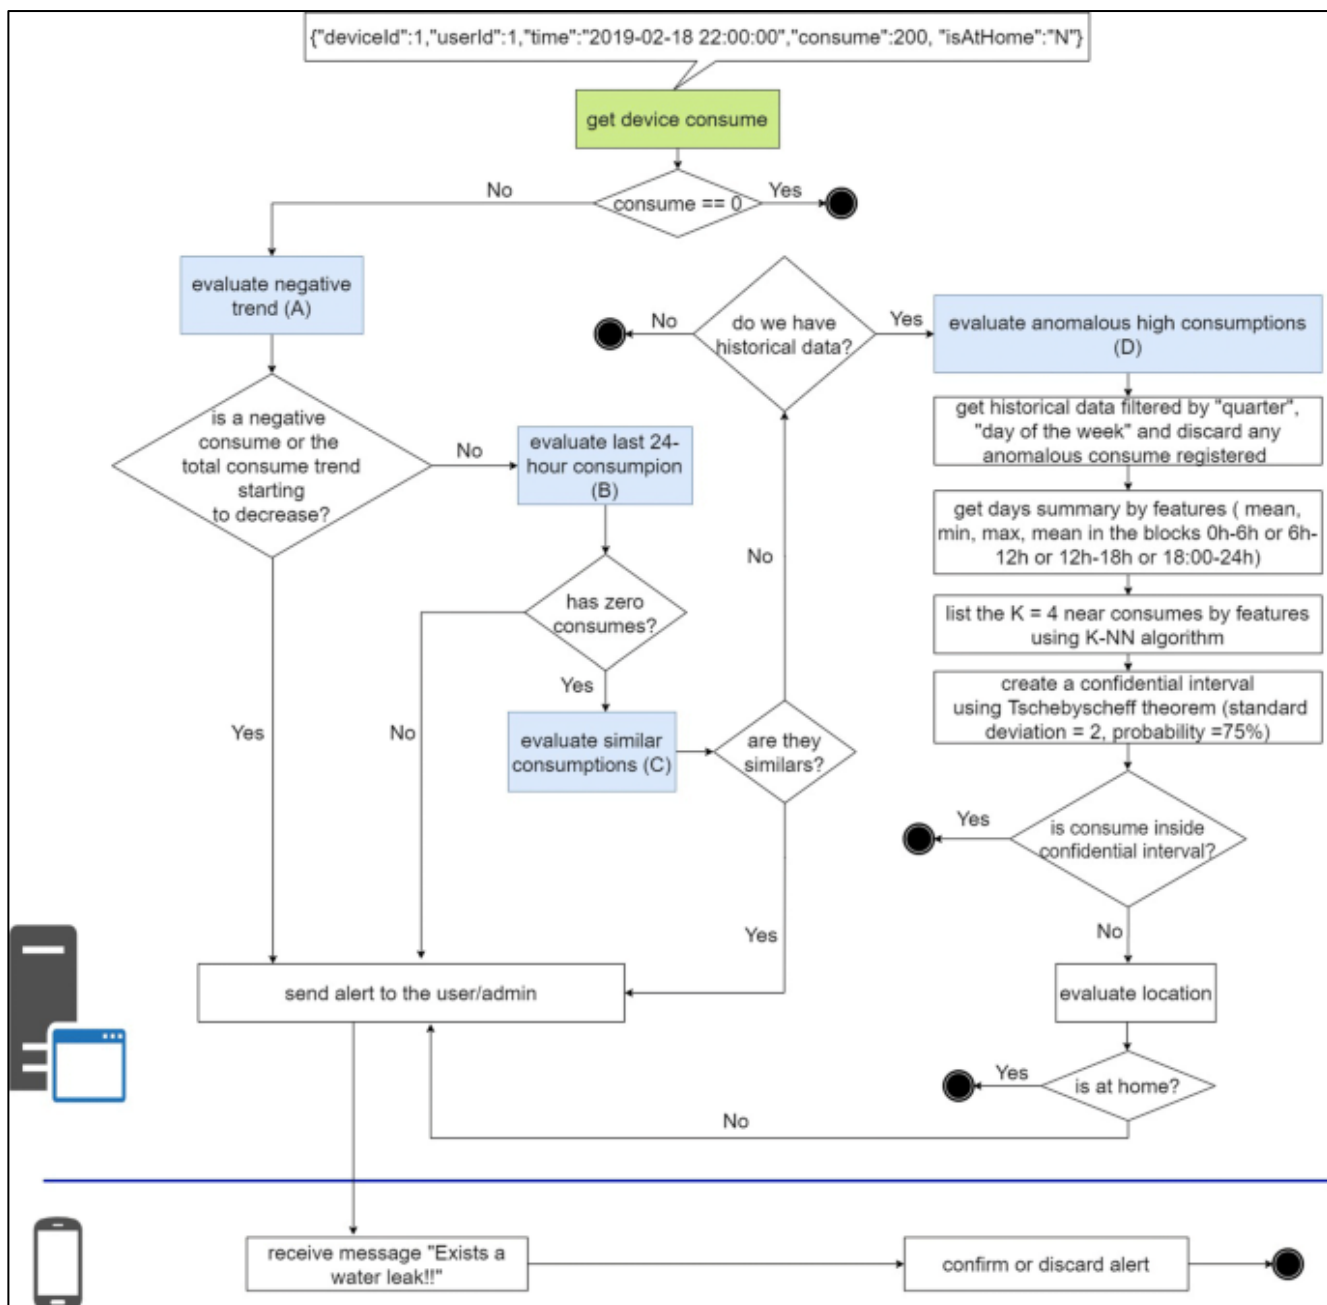 {"deviceId":1,"userId":1,"time":"2019-02-18 22:00:00","consume":200, "isAtHome":"N"}
get device consume
No
consume == 0
Yes
evaluate negative
trend (A)
is a negative
consume or the
total consume trend
starting
to decrease?
No
evaluate last 24-
hour consumpion
(B)
has zero
consumes?
Yes
No
Yes
evaluate similar
consumptions (C)
are they
similars?
No
Yes
do we have
historical data?
No
Yes
evaluate anomalous high consumptions
(D)
get historical data filtered by "quarter",
"day of the week" and discard any
anomalous consume registered
get days summary by features ( mean,
min, max, mean in the blocks 0h-6h or 6h-
12h or 12h-18h or 18:00-24h)
list the K = 4 near consumes by features
using K-NN algorithm
create a confidential interval
using Tschebyscheff theorem (standard
deviation = 2, probability =75%)
is consume inside
confidential interval?
Yes
No
evaluate location
is at home?
Yes
No
send alert to the user/admin
receive message "Exists a
water leak!!"
confirm or discard alert